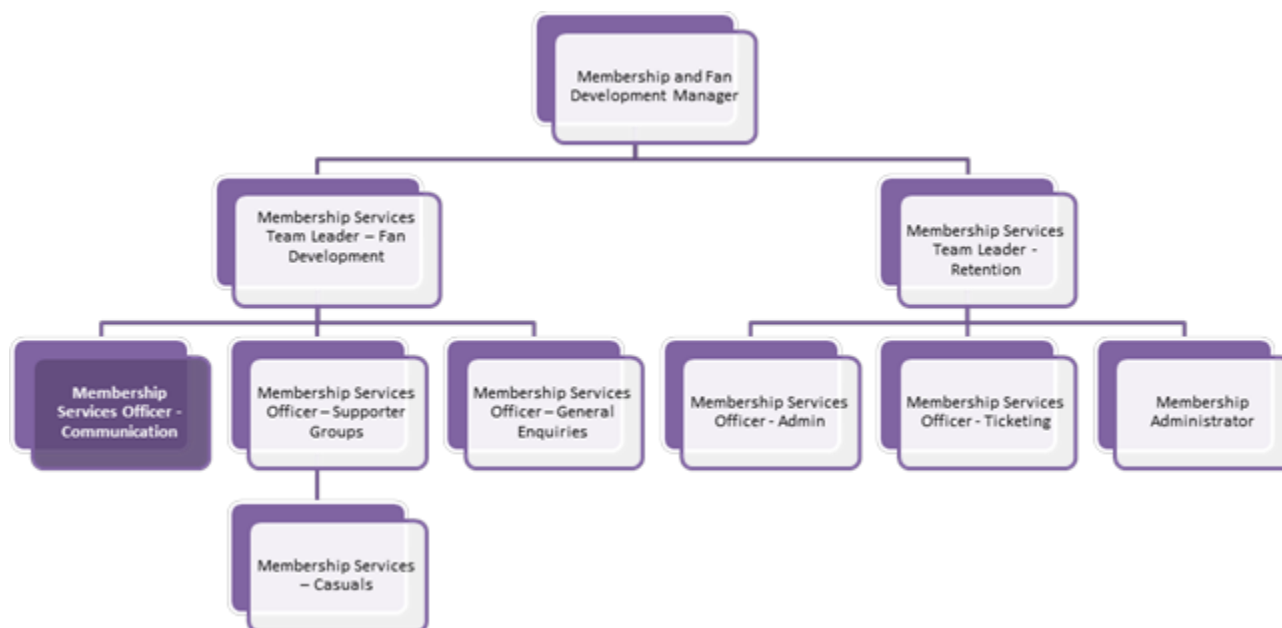 Membership and Fan
Development Manager
Membership Services
Team Leader – Fan
Development
Membership Services
Team Leader -
Retention
Membership
Services Officer -
Communication
Membership Services
Officer – Supporter
Groups
Membership Services
Officer – General
Enquiries
Membership Services
Officer - Admin
Membership Services
Officer - Ticketing
Membership
Administrator
Membership Services
– Casuals